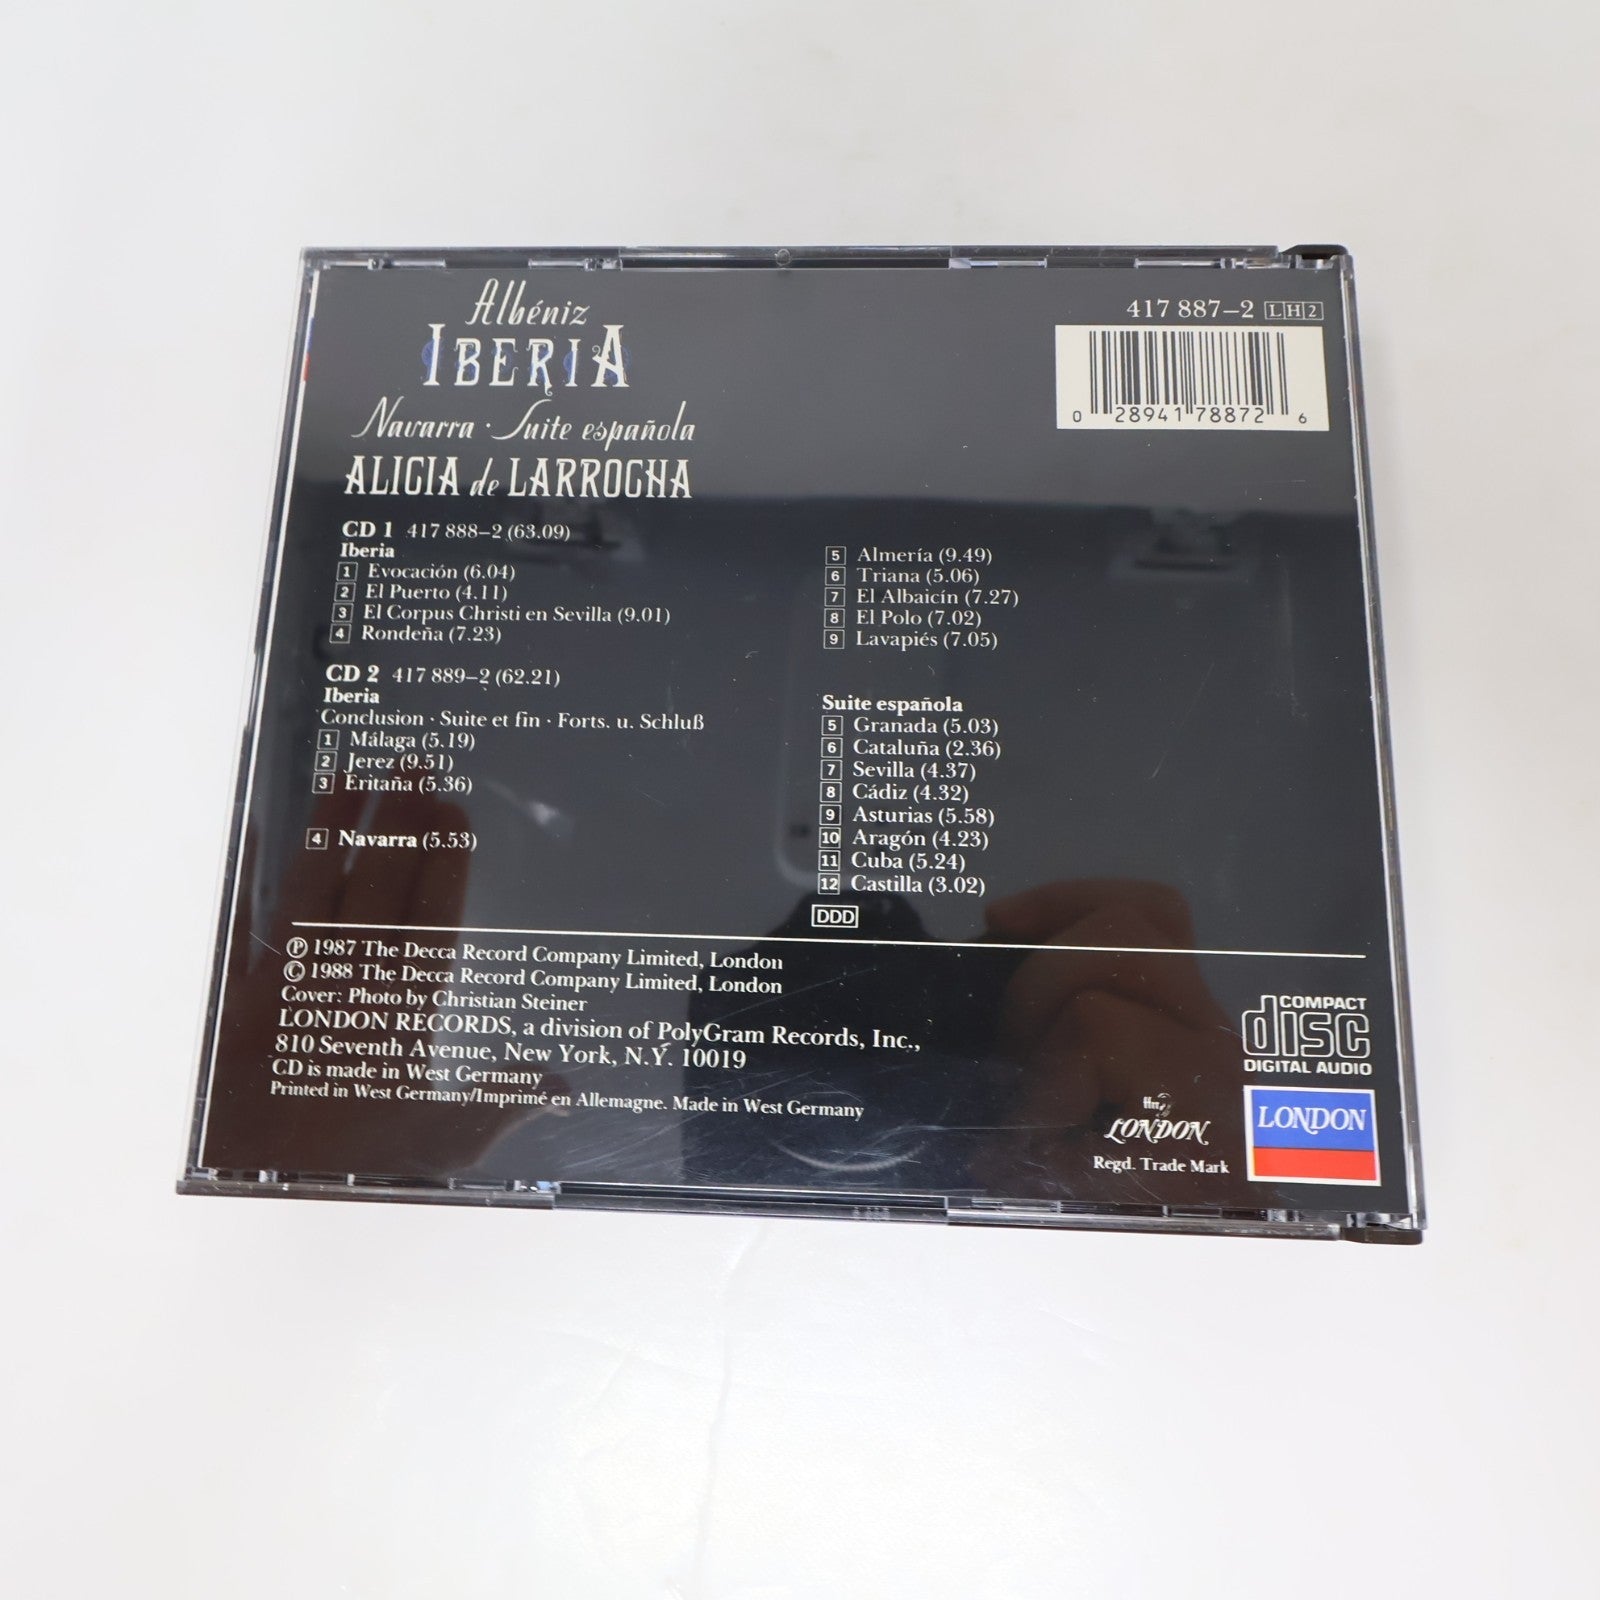 Albéniz
IBERIA
Navarra · Suite española
ALICIA de LARROCHA
417 887–2 LH2
0 28941 78872 6
CD 1 417 888–2 (63.09)
Iberia
1 Evocación (6.04)
2 El Puerto (4.11)
3 El Corpus Christi en Sevilla (9.01)
4 Rondeña (7.23)
5 Almería (9.49)
6 Triana (5.06)
7 El Albaicín (7.27)
8 El Polo (7.02)
9 Lavapiés (7.05)
CD 2 417 889–2 (62.21)
Iberia
Conclusion · Suite et fin · Forts. u. Schluß
1 Málaga (5.19)
2 Jerez (9.51)
3 Eritaña (5.36)
4 Navarra (5.53)
Suite española
5 Granada (5.03)
6 Cataluña (2.36)
7 Sevilla (4.37)
8 Cádiz (4.32)
9 Asturias (5.58)
10 Aragón (4.23)
11 Cuba (5.24)
12 Castilla (3.02)
DDD
Ⓟ 1987 The Decca Record Company Limited, London
© 1988 The Decca Record Company Limited, London
Cover: Photo by Christian Steiner
LONDON RECORDS, a division of PolyGram Records, Inc.,
810 Seventh Avenue, New York, N.Y. 10019
CD is made in West Germany
Printed in West Germany/Imprimé en Allemagne. Made in West Germany
COMPACT
disc
DIGITAL AUDIO
ffrr
LONDON
Regd. Trade Mark
LONDON